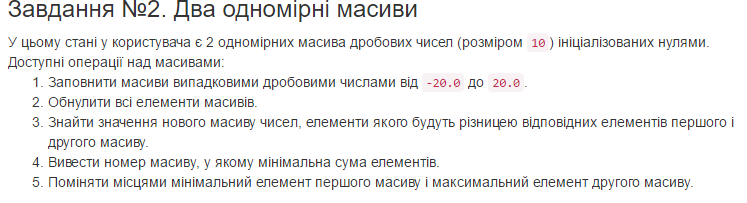 Завдання №2. Два одномірні масиви
У цьому стані у користувача є 2 одномірних масива дробових чисел (розміром 10) ініціалізованих нулями.
Доступні операції над масивами:
1. Заповнити масиви випадковими дробовими числами від -20.0 до 20.0.
2. Обнулити всі елементи масивів.
3. Знайти значення нового масиву чисел, елементи якого будуть різницею відповідних елементів першого і
другого масиву.
4. Вивести номер масиву, у якому мінімальна сума елементів.
5. Поміняти місцями мінімальний елемент першого масиву і максимальний елемент другого масиву.